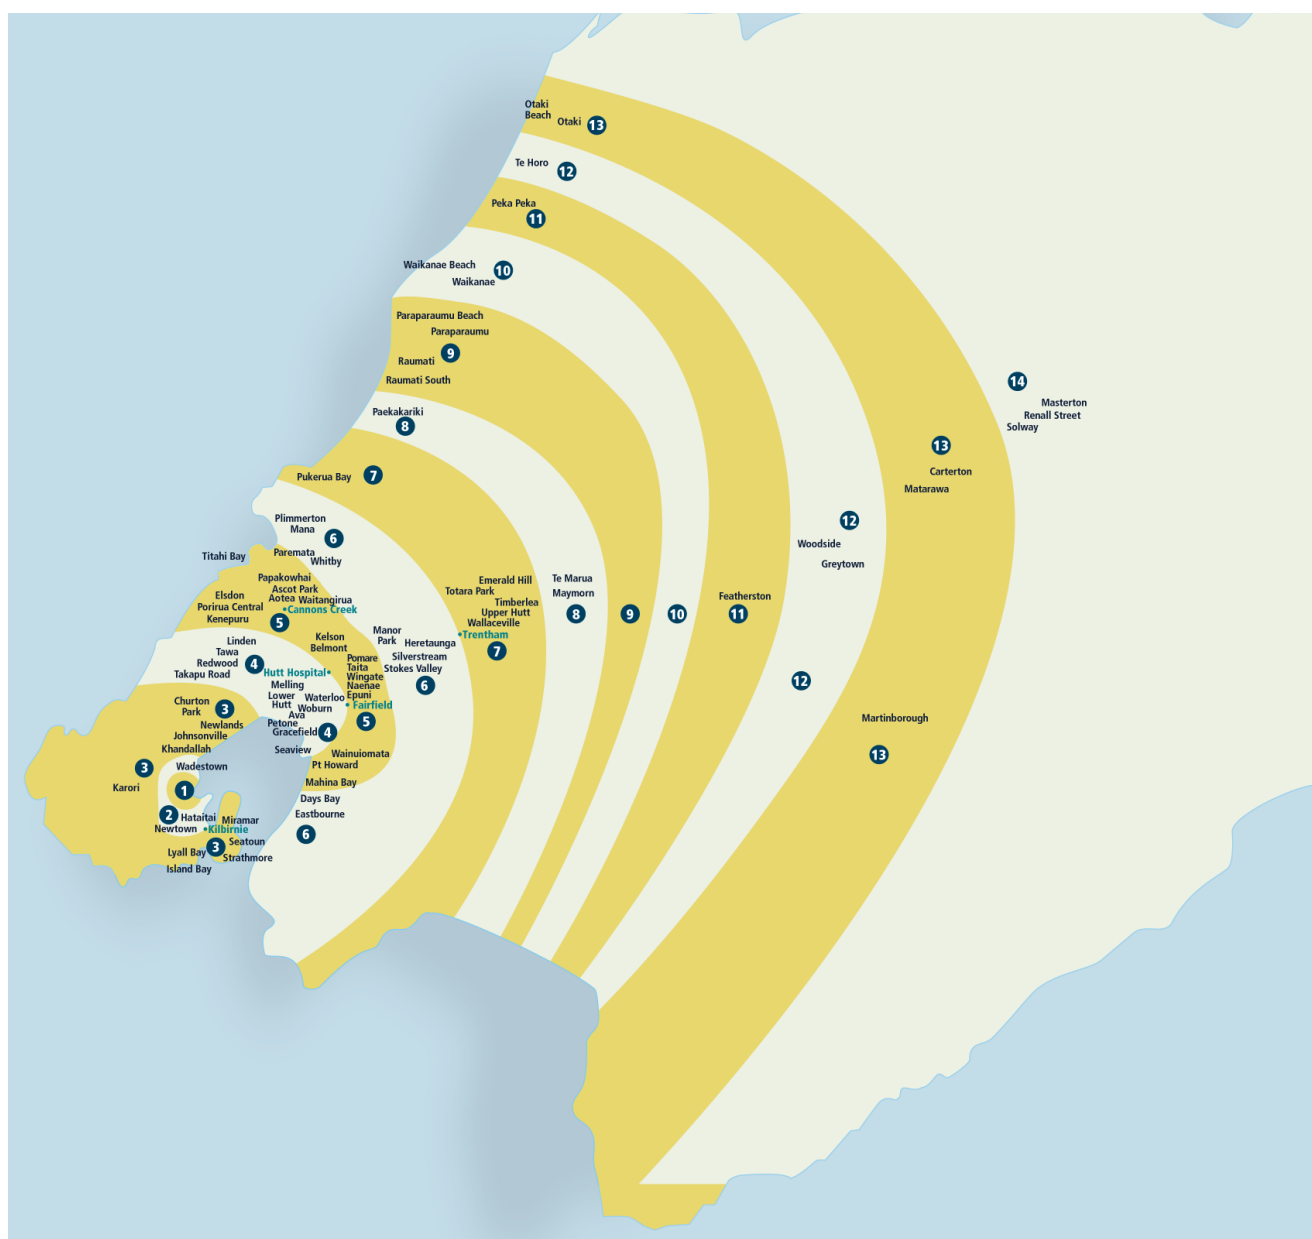 Otaki
Beach
Otaki
13
Te Horo
12
Peka Peka
11
Waikanae Beach
10
Waikanae
Paraparaumu Beach
Paraparaumu
9
Raumati
Raumati South
Paekakariki
8
Pukerua Bay
7
14
Masterton
Renall Street
Solway
13
Carterton
Matarawa
12
Woodside
Greytown
Plimmerton
Mana
6
Paremata
Whitby
Titahi Bay
Papakowhai
Ascot Park
Aotea
Waitangirua
Elsdon
Porirua Central
Kenepuru
Cannons Creek
5
Emerald Hill
Totara Park
Timberlea
Upper Hutt
Wallaceville
Trentham
7
Te Marua
Maymorn
8
9
10
Featherston
11
12
Martinborough
13
Linden
Tawa
Redwood
Takapu Road
4
Kelson
Belmont
Manor
Park
Heretaunga
Silverstream
Stokes Valley
6
Hutt Hospital
Pomare
Taita
Wingate
Naenae
Epuni
Fairfield
5
Melling
Lower
Hutt
Waterloo
Woburn
Ava
Petone
Gracefield
4
Seaview
Wainuiomata
Pt Howard
Mahina Bay
Days Bay
Eastbourne
6
Churton
Park
3
Newlands
Johnsonville
Khandallah
3
Wadestown
Karori
1
2
Hataitai
Miramar
Newtown
Kilbirnie
Seatoun
Lyall Bay
3
Strathmore
Island Bay